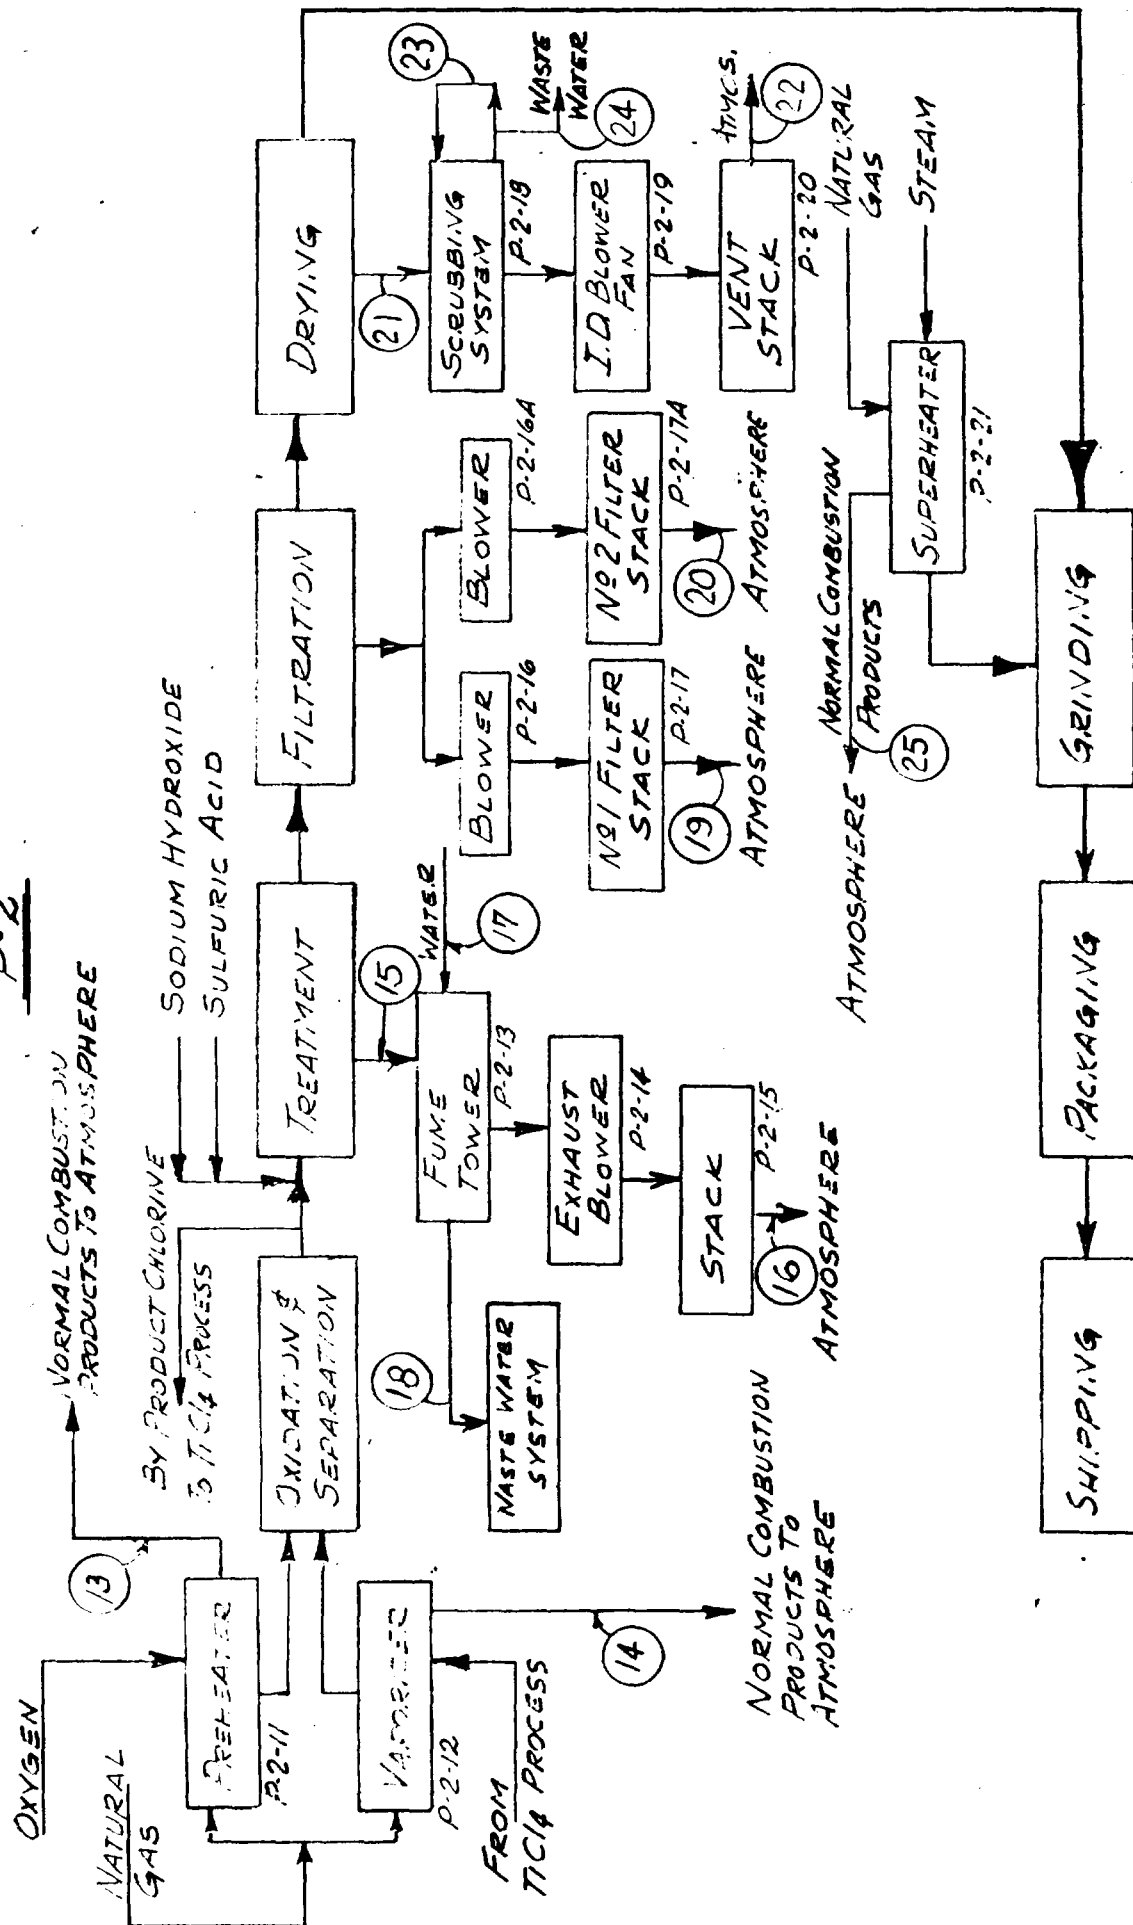 P-2
OXYGEN
NATURAL
GAS
PREHEATER
P-2-11
VAPORIZER
P-2-12
FROM
TiCl4 PROCESS
13
NORMAL COMBUSTION
PRODUCTS TO ATMOSPHERE
14
NORMAL COMBUSTION
PRODUCTS TO
ATMOSPHERE
BY PRODUCT CHLORINE
TO TiCl4 PROCESS
OXIDATION &
SEPARATION
SODIUM HYDROXIDE
SULFURIC ACID
TREATMENT
15
WATER
17
FUME
TOWER
P-2-13
18
WASTE WATER
SYSTEM
EXHAUST
BLOWER
P-2-14
STACK
P-2-15
16
ATMOSPHERE
FILTRATION
BLOWER
P-2-16
BLOWER
P-2-16A
Nº1 FILTER
STACK
P-2-17
19
ATMOSPHERE
Nº2 FILTER
STACK
P-2-17A
20
ATMOSPHERE
DRYING
21
SCRUBBING
SYSTEM
P-2-18
23
WASTE
WATER
24
I.D. BLOWER
FAN
P-2-19
VENT
STACK
P-2-20
ATMOS.
22
NATURAL
GAS
STEAM
SUPERHEATER
P-2-21
NORMAL COMBUSTION
PRODUCTS
25
ATMOSPHERE
GRINDING
PACKAGING
SHIPPING